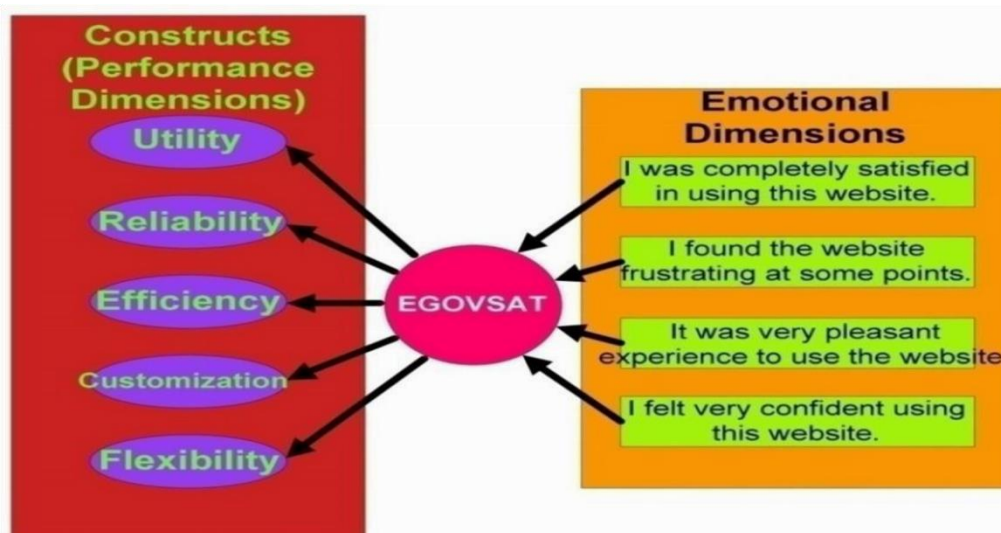 Constructs
(Performance
Dimensions)
Utility
Reliability
Efficiency
Customization
Flexibility
EGOVSAT
Emotional
Dimensions
I was completely satisfied
in using this website.
I found the website
frustrating at some points.
It was very pleasant
experience to use the website
I felt very confident using
this website.